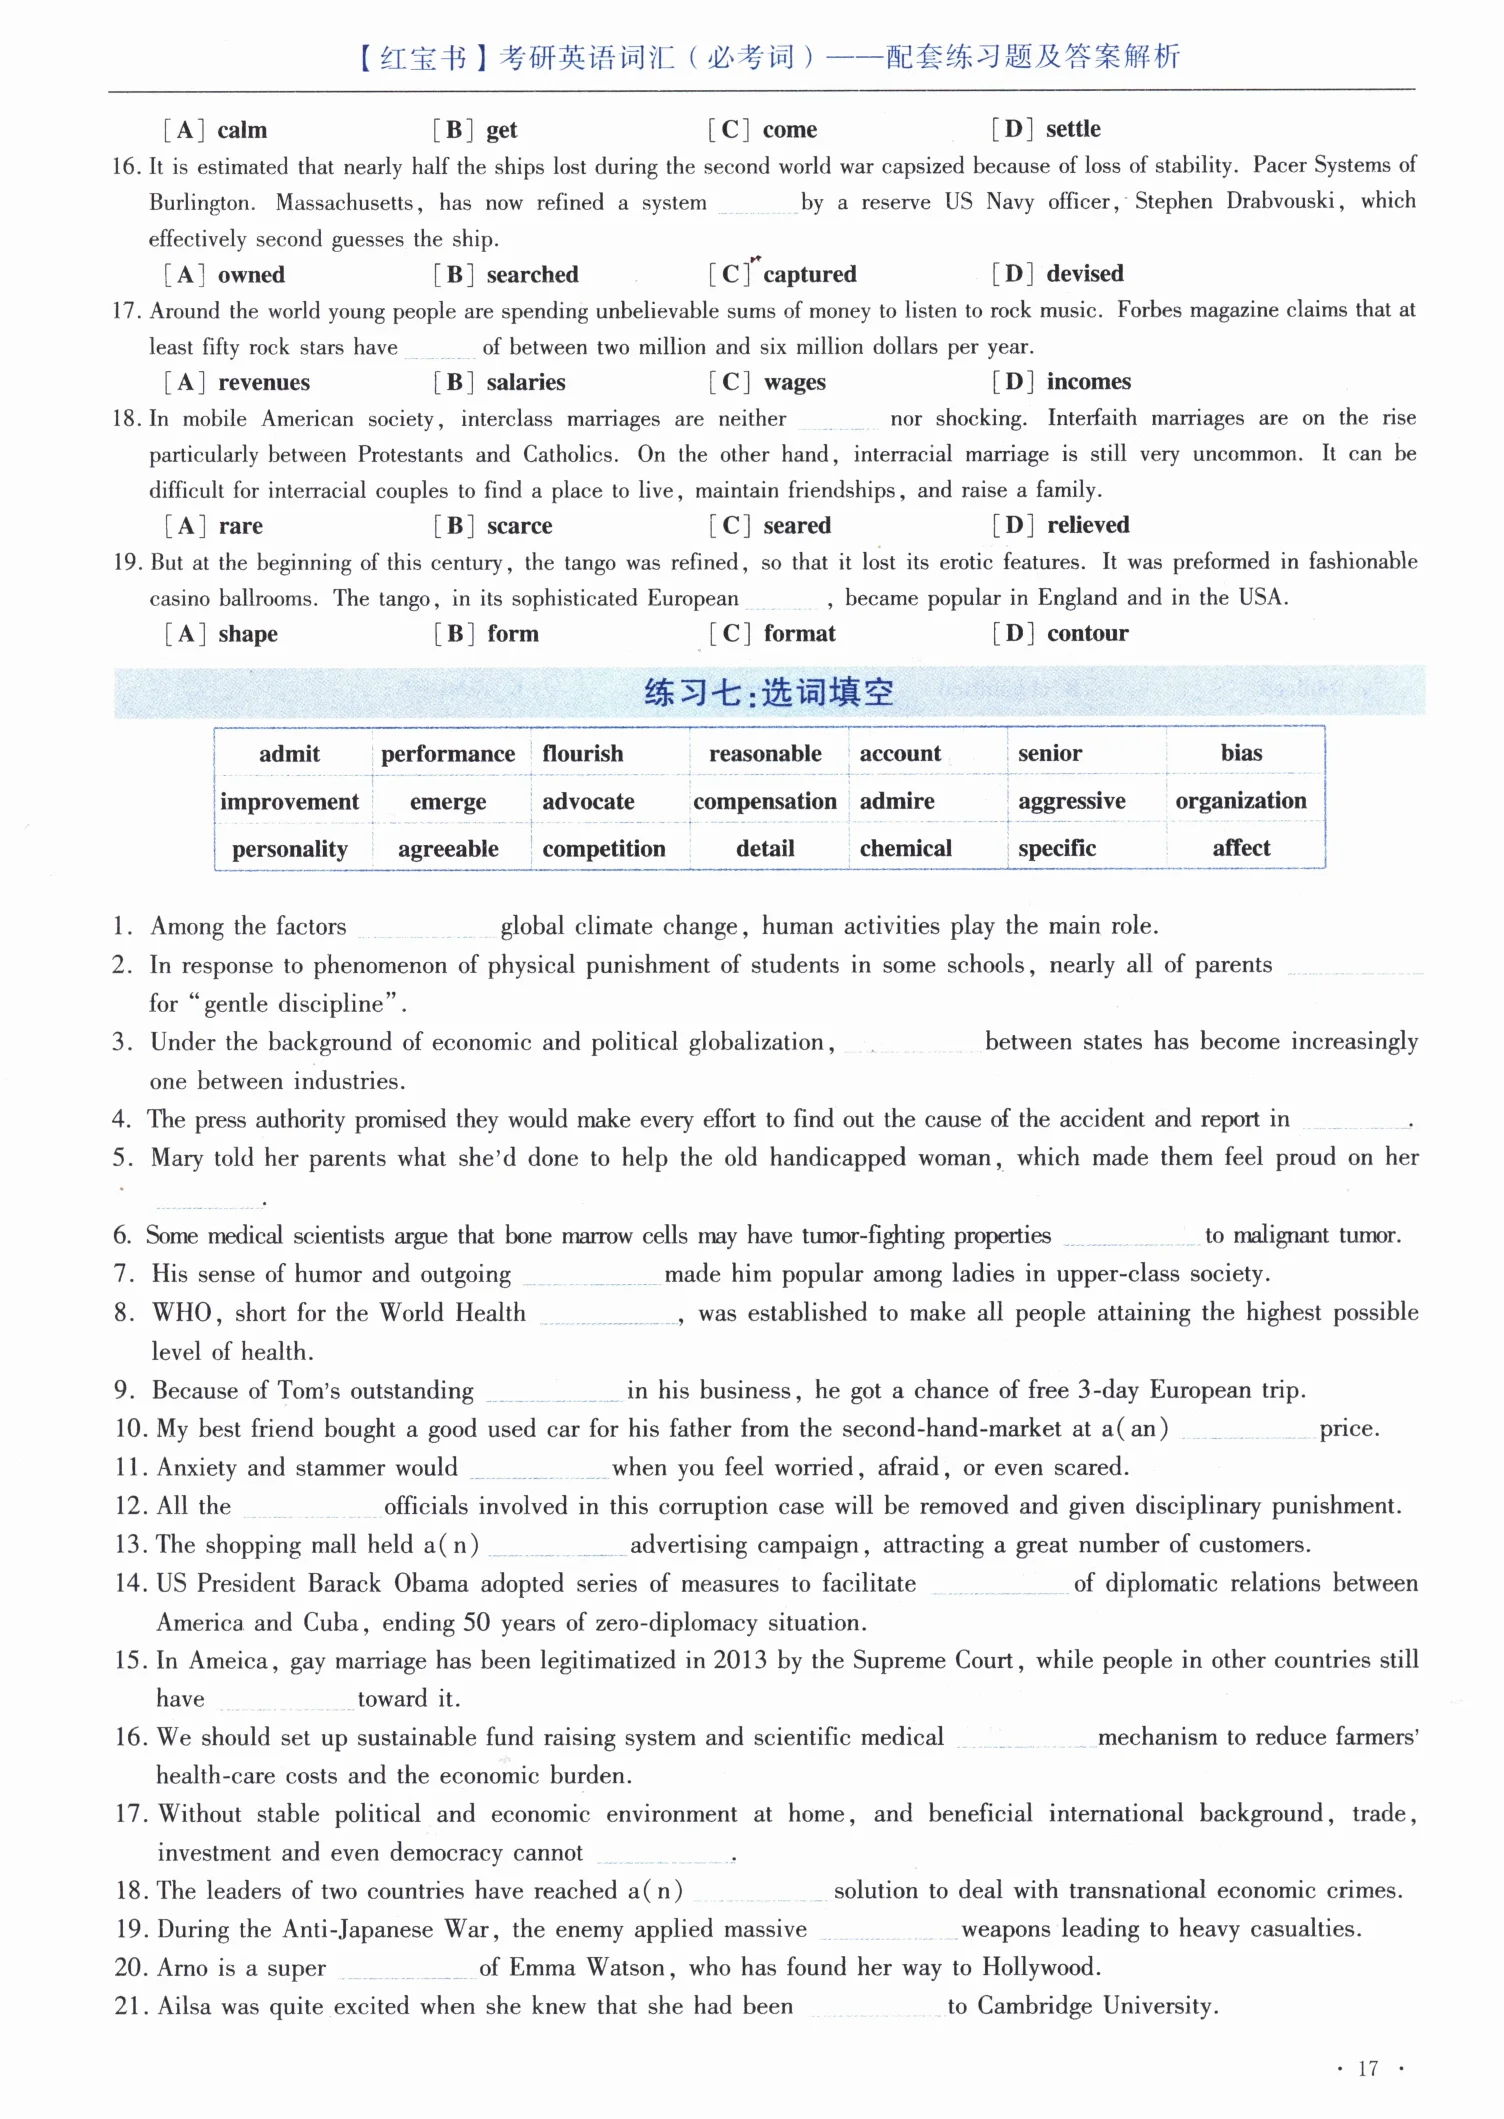 【红宝书】考研英语词汇(必考词)——配套练习题及答案解析
[A] calm [B] get [C] come [D] settle
16. It is estimated that nearly half the ships lost during the second world war capsized because of loss of stability. Pacer Systems of
Burlington. Massachusetts, has now refined a system ________ by a reserve US Navy officer, Stephen Drabvouski, which
effectively second guesses the ship.
[A] owned [B] searched [C] captured [D] devised
17. Around the world young people are spending unbelievable sums of money to listen to rock music. Forbes magazine claims that at
least fifty rock stars have ________ of between two million and six million dollars per year.
[A] revenues [B] salaries [C] wages [D] incomes
18. In mobile American society, interclass marriages are neither ________ nor shocking. Interfaith marriages are on the rise
particularly between Protestants and Catholics. On the other hand, interracial marriage is still very uncommon. It can be
difficult for interracial couples to find a place to live, maintain friendships, and raise a family.
[A] rare [B] scarce [C] seared [D] relieved
19. But at the beginning of this century, the tango was refined, so that it lost its erotic features. It was preformed in fashionable
casino ballrooms. The tango, in its sophisticated European ________, became popular in England and in the USA.
[A] shape [B] form [C] format [D] contour
练习七:选词填空
admit performance flourish reasonable account senior bias
improvement emerge advocate compensation admire aggressive organization
personality agreeable competition detail chemical specific affect
1. Among the factors ________ global climate change, human activities play the main role.
2. In response to phenomenon of physical punishment of students in some schools, nearly all of parents ________
for "gentle discipline".
3. Under the background of economic and political globalization, ________ between states has become increasingly
one between industries.
4. The press authority promised they would make every effort to find out the cause of the accident and report in ________.
5. Mary told her parents what she'd done to help the old handicapped woman, which made them feel proud on her
________.
6. Some medical scientists argue that bone marrow cells may have tumor-fighting properties ________ to malignant tumor.
7. His sense of humor and outgoing ________ made him popular among ladies in upper-class society.
8. WHO, short for the World Health ________, was established to make all people attaining the highest possible
level of health.
9. Because of Tom's outstanding ________ in his business, he got a chance of free 3-day European trip.
10. My best friend bought a good used car for his father from the second-hand-market at a(an) ________ price.
11. Anxiety and stammer would ________ when you feel worried, afraid, or even scared.
12. All the ________ officials involved in this corruption case will be removed and given disciplinary punishment.
13. The shopping mall held a(n) ________ advertising campaign, attracting a great number of customers.
14. US President Barack Obama adopted series of measures to facilitate ________ of diplomatic relations between
America and Cuba, ending 50 years of zero-diplomacy situation.
15. In Ameica, gay marriage has been legitimatized in 2013 by the Supreme Court, while people in other countries still
have ________ toward it.
16. We should set up sustainable fund raising system and scientific medical ________ mechanism to reduce farmers'
health-care costs and the economic burden.
17. Without stable political and economic environment at home, and beneficial international background, trade,
investment and even democracy cannot ________.
18. The leaders of two countries have reached a(n) ________ solution to deal with transnational economic crimes.
19. During the Anti-Japanese War, the enemy applied massive ________ weapons leading to heavy casualties.
20. Arno is a super ________ of Emma Watson, who has found her way to Hollywood.
21. Ailsa was quite excited when she knew that she had been ________ to Cambridge University.
· 17 ·